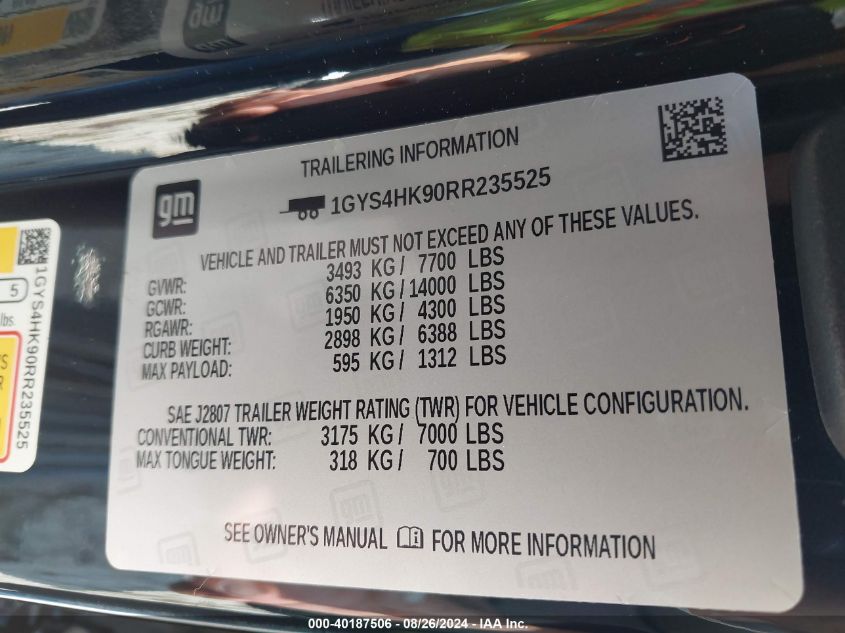 TRAILERING INFORMATION
gm
1GYS4HK90RR235525
VEHICLE AND TRAILER MUST NOT EXCEED ANY OF THESE VALUES.
GVWR: 3493 KG / 7700 LBS
GCWR: 6350 KG / 14000 LBS
RGAWR: 1950 KG / 4300 LBS
CURB WEIGHT: 2898 KG / 6388 LBS
MAX PAYLOAD: 595 KG / 1312 LBS
SAE J2807 TRAILER WEIGHT RATING (TWR) FOR VEHICLE CONFIGURATION.
CONVENTIONAL TWR: 3175 KG / 7000 LBS
MAX TONGUE WEIGHT: 318 KG / 700 LBS
SEE OWNER'S MANUAL FOR MORE INFORMATION
1GYS4HK90RR235525
5
lbs.
gm
000-40187506 - 08/26/2024 - IAA Inc.